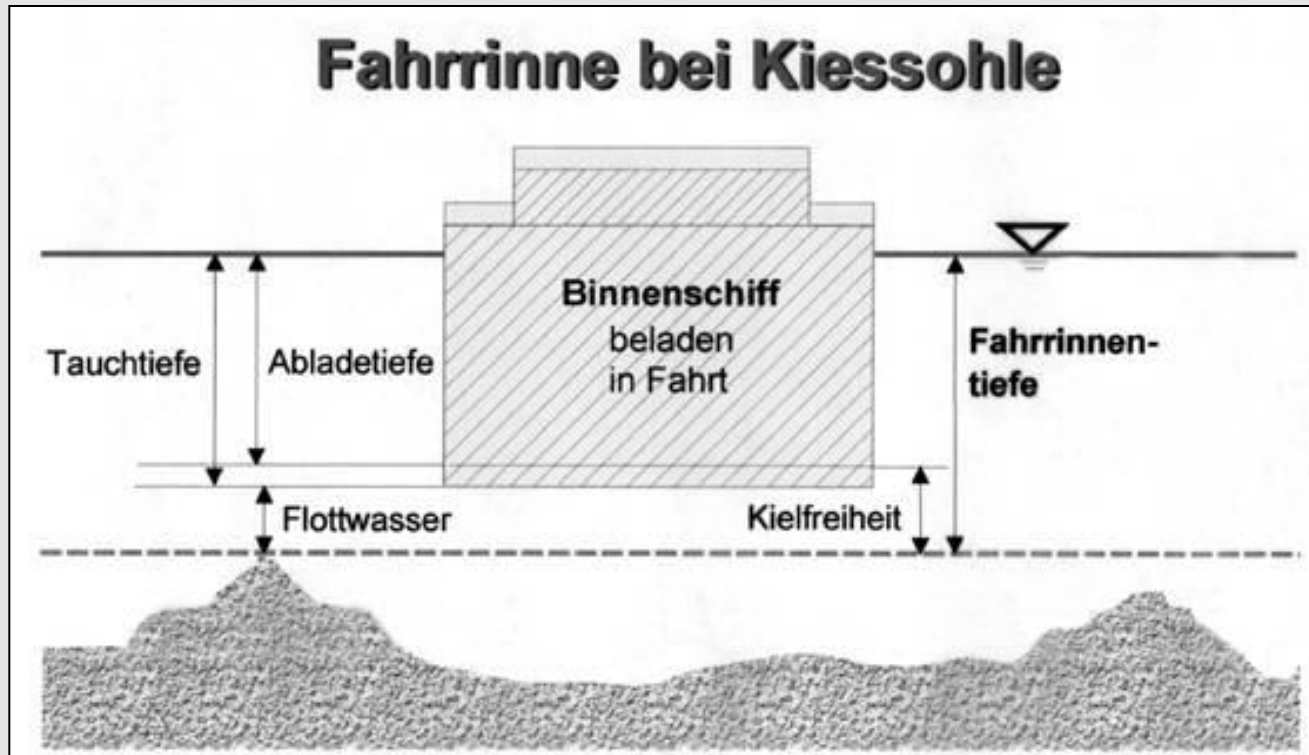 Fahrrinne bei Kiessohle
Binnenschiff
beladen
in Fahrt
Tauchtiefe
Abladetiefe
Fahrrinnen-
tiefe
Flottwasser
Kielfreiheit